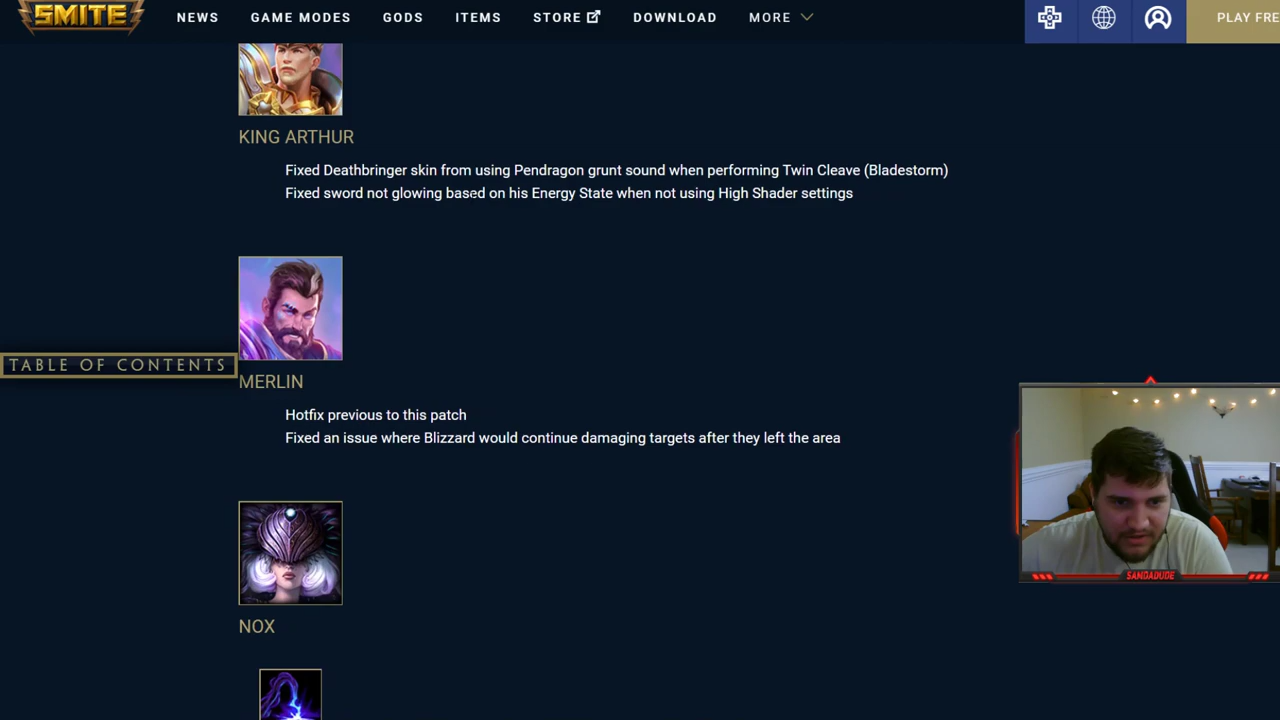 SMITE
NEWS
GAME MODES
GODS
ITEMS
STORE
DOWNLOAD
MORE
PLAY FRE
KING ARTHUR
Fixed Deathbringer skin from using Pendragon grunt sound when performing Twin Cleave (Bladestorm)
Fixed sword not glowing based on his Energy State when not using High Shader settings
TABLE OF CONTENTS
MERLIN
Hotfix previous to this patch
Fixed an issue where Blizzard would continue damaging targets after they left the area
NOX
SANDADUDE